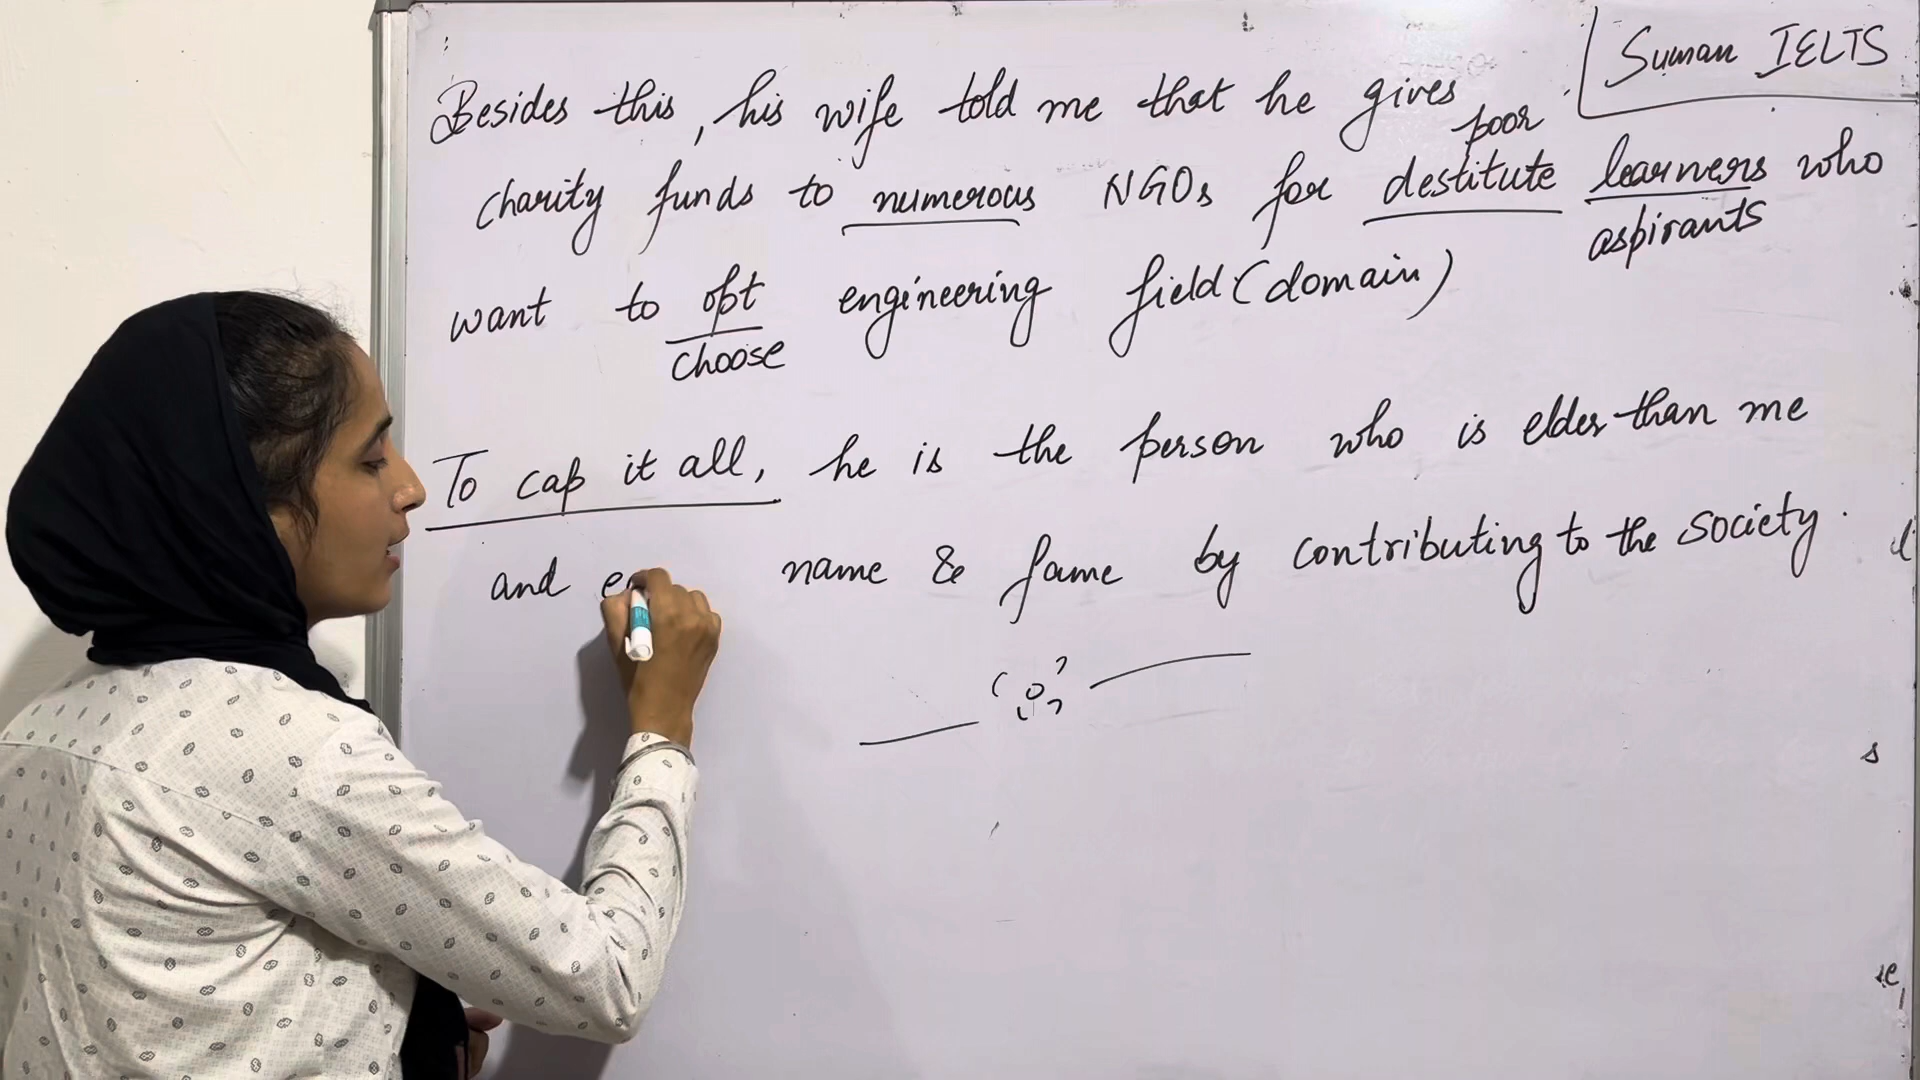 Suman IELTS
Besides this, his wife told me that he gives
poor
charity funds to numerous NGOs for destitute learners who
aspirants
want to opt engineering field (domain)
choose
To cap it all, he is the person who is elder than me
and name & fame by contributing to the society.